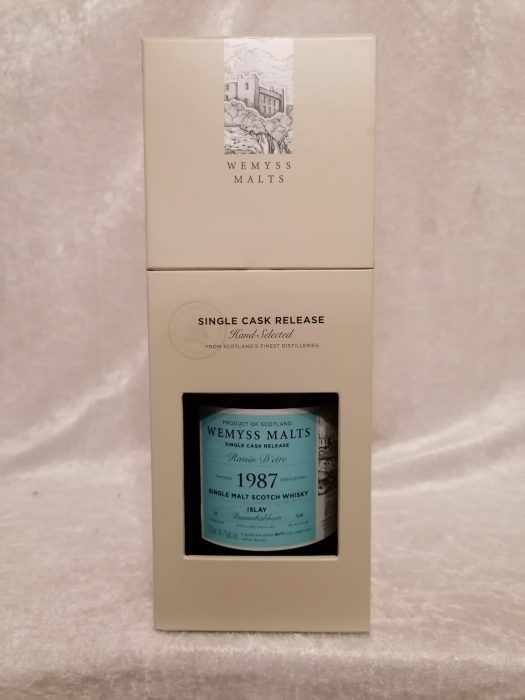 WEMYSS
MALTS
SINGLE CASK RELEASE
Hand-Selected
FROM SCOTLAND'S FINEST DISTILLERIES
PRODUCT OF SCOTLAND
WEMYSS MALTS
SINGLE CASK RELEASE
Raisin D'etre
1987
SINGLE MALT SCOTCH WHISKY
ISLAY
Bunnahabhain
BUTT